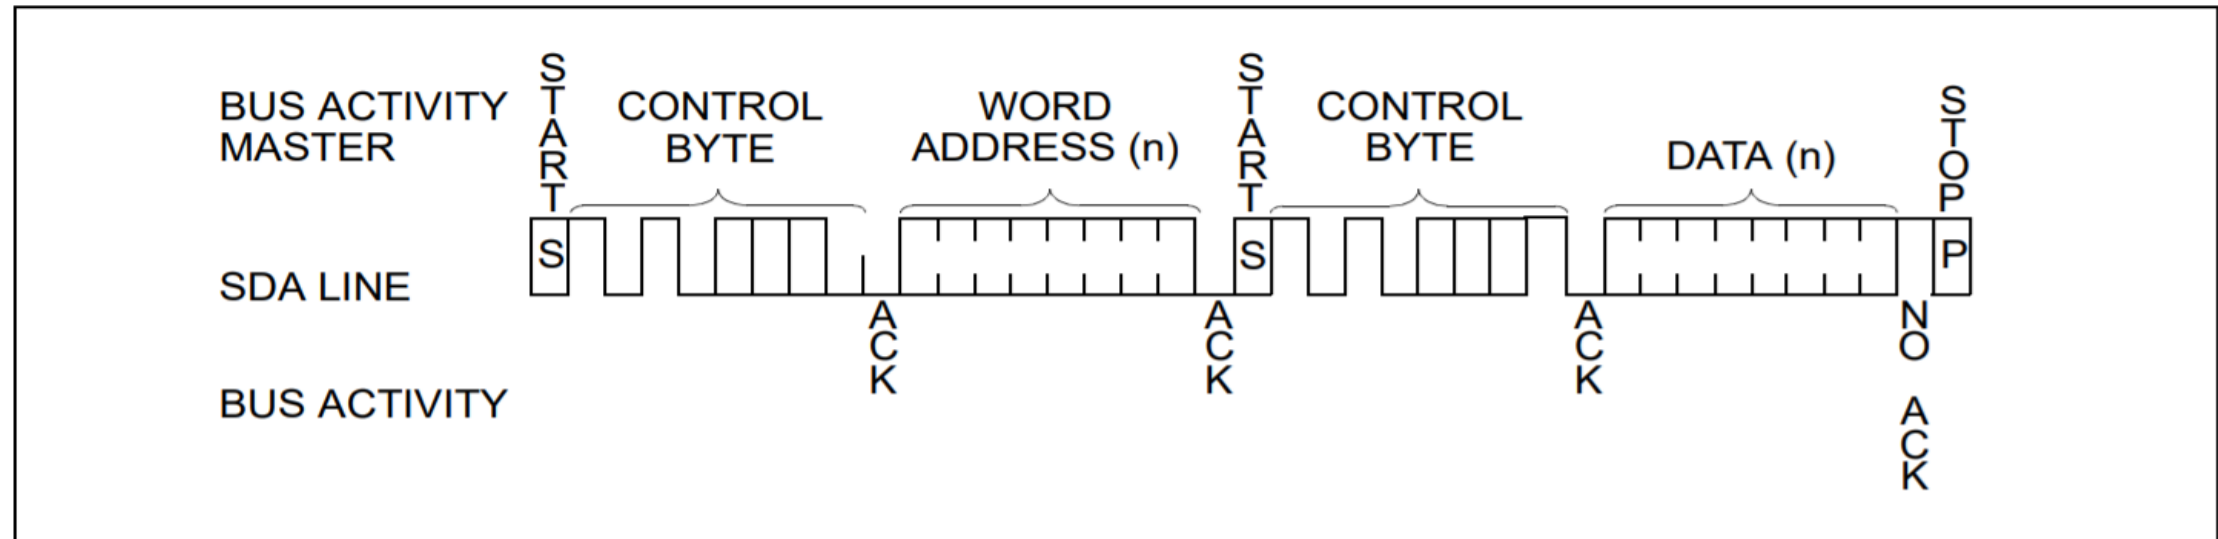 BUS ACTIVITY
MASTER
START
CONTROL
BYTE
WORD
ADDRESS (n)
START
CONTROL
BYTE
DATA (n)
STOP
SDA LINE
S
S
P
BUS ACTIVITY
ACK
ACK
ACK
NO ACK